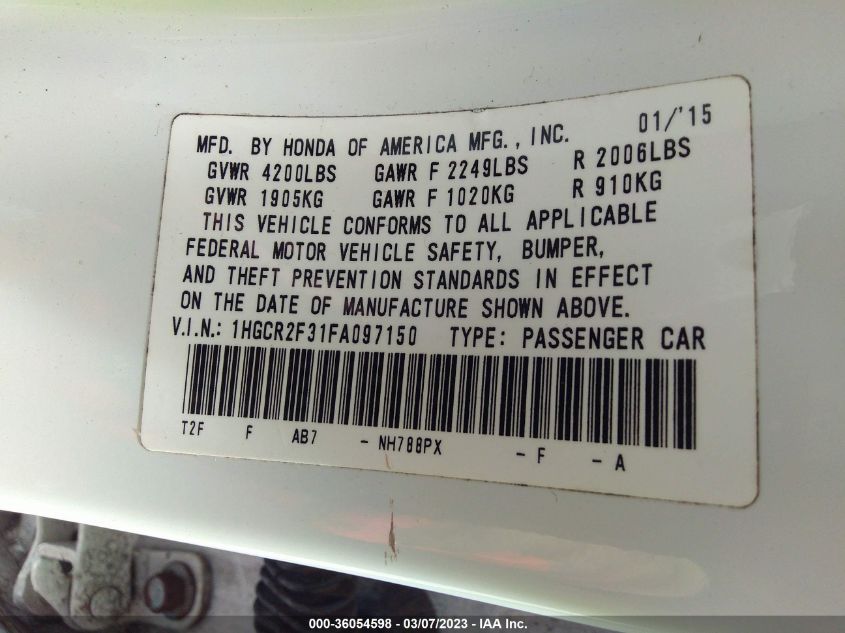 MFD. BY HONDA OF AMERICA MFG., INC. 01/'15
GVWR 4200LBS GAWR F 2249LBS R 2006LBS
GVWR 1905KG GAWR F 1020KG R 910KG
THIS VEHICLE CONFORMS TO ALL APPLICABLE
FEDERAL MOTOR VEHICLE SAFETY, BUMPER,
AND THEFT PREVENTION STANDARDS IN EFFECT
ON THE DATE OF MANUFACTURE SHOWN ABOVE.
V.I.N.: 1HGCR2F31FA097150 TYPE: PASSENGER CAR
T2F F AB7 - NH788PX - F - A
000-36054598 - 03/07/2023 - IAA Inc.